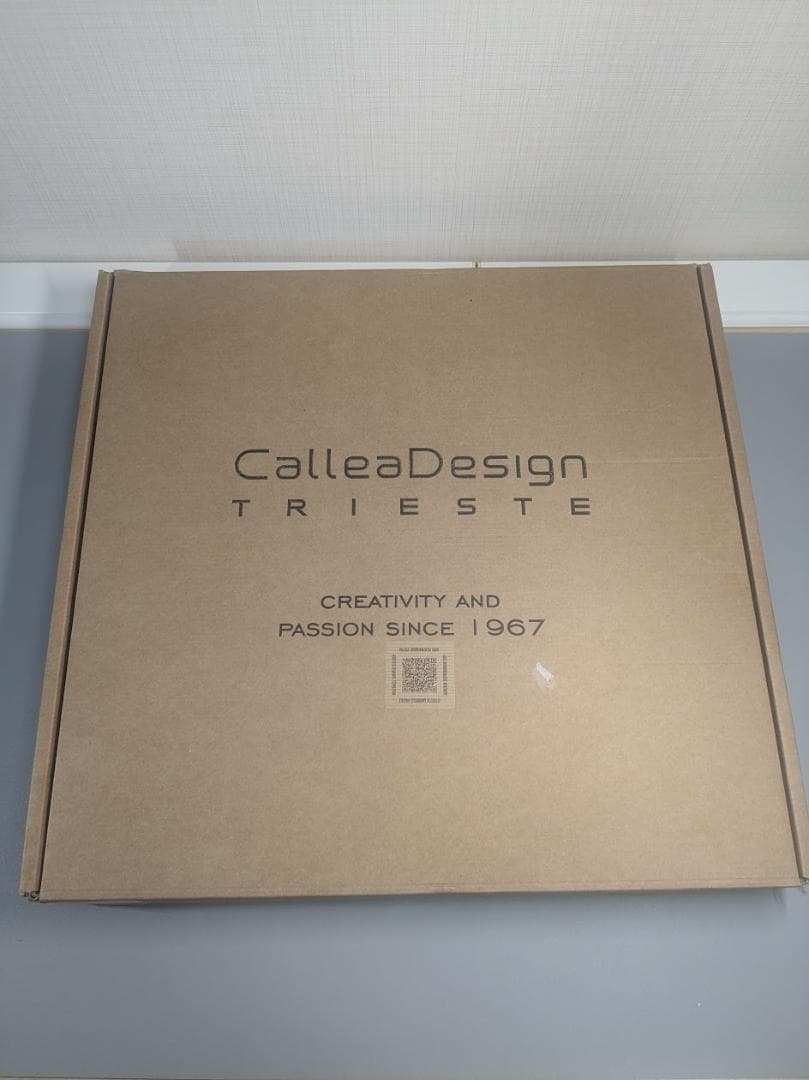 CalleaDesign
TRIESTE
CREATIVITY AND
PASSION SINCE 1967